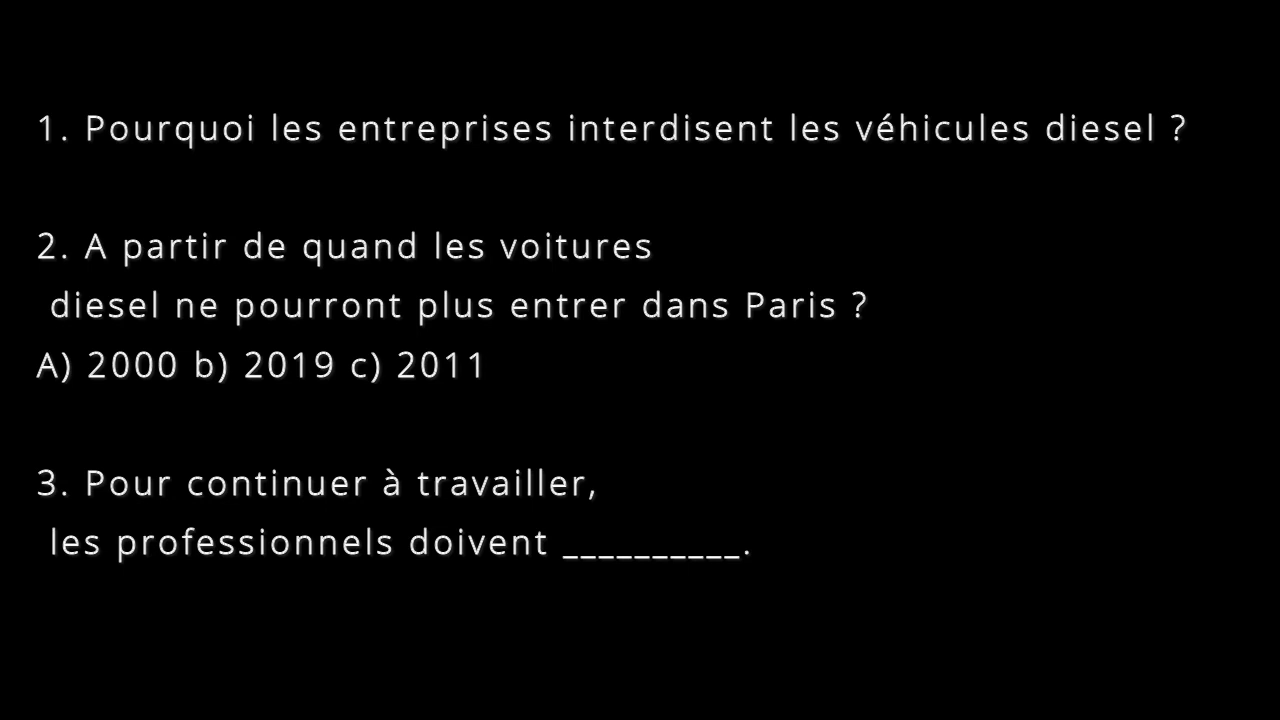 1. Pourquoi les entreprises interdisent les véhicules diesel ?
2. A partir de quand les voitures
diesel ne pourront plus entrer dans Paris ?
A) 2000 b) 2019 c) 2011
3. Pour continuer à travailler,
les professionnels doivent __________.